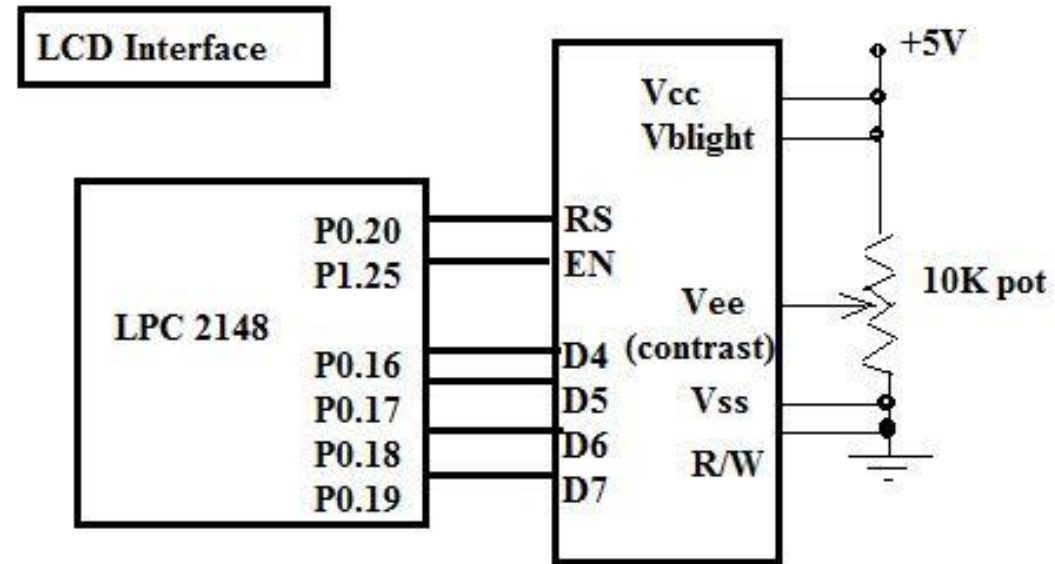 LCD Interface
+5V
Vcc
Vblight
P0.20
RS
P1.25
EN
10K pot
Vee
(contrast)
LPC 2148
P0.16
D4
P0.17
D5
Vss
P0.18
D6
R/W
P0.19
D7